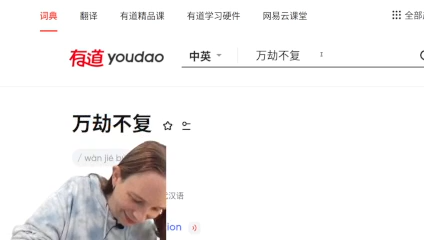 词典 翻译 有道精品课 有道学习硬件 网易云课堂 全部
有道 youdao 中英 万劫不复
万劫不复
/ wàn jié b
汉语
ion